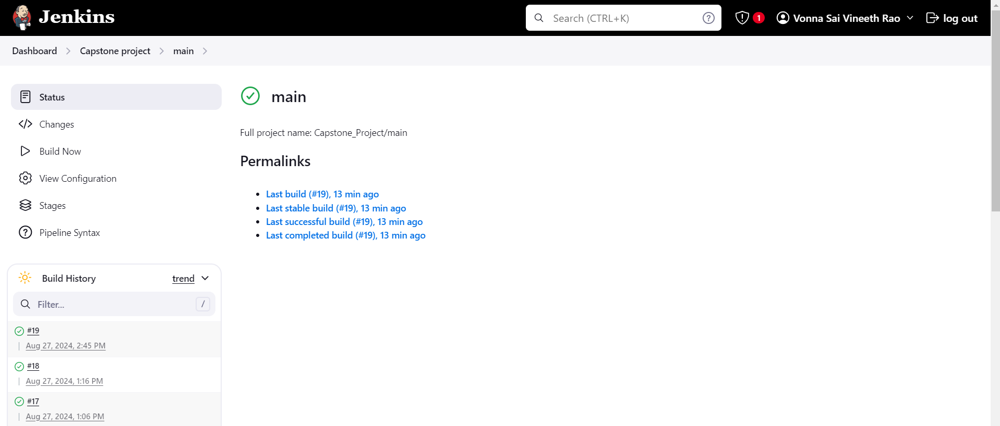 Jenkins
Search (CTRL+K)
?
1
Vonna Sai Vineeth Rao
log out
Dashboard
Capstone project
main
Status
Changes
Build Now
View Configuration
Stages
Pipeline Syntax
main
Full project name: Capstone_Project/main
Permalinks
Last build (#19), 13 min ago
Last stable build (#19), 13 min ago
Last successful build (#19), 13 min ago
Last completed build (#19), 13 min ago
Build History
trend
Filter...
/
#19
Aug 27, 2024, 2:45 PM
#18
Aug 27, 2024, 1:16 PM
#17
Aug 27, 2024, 1:06 PM